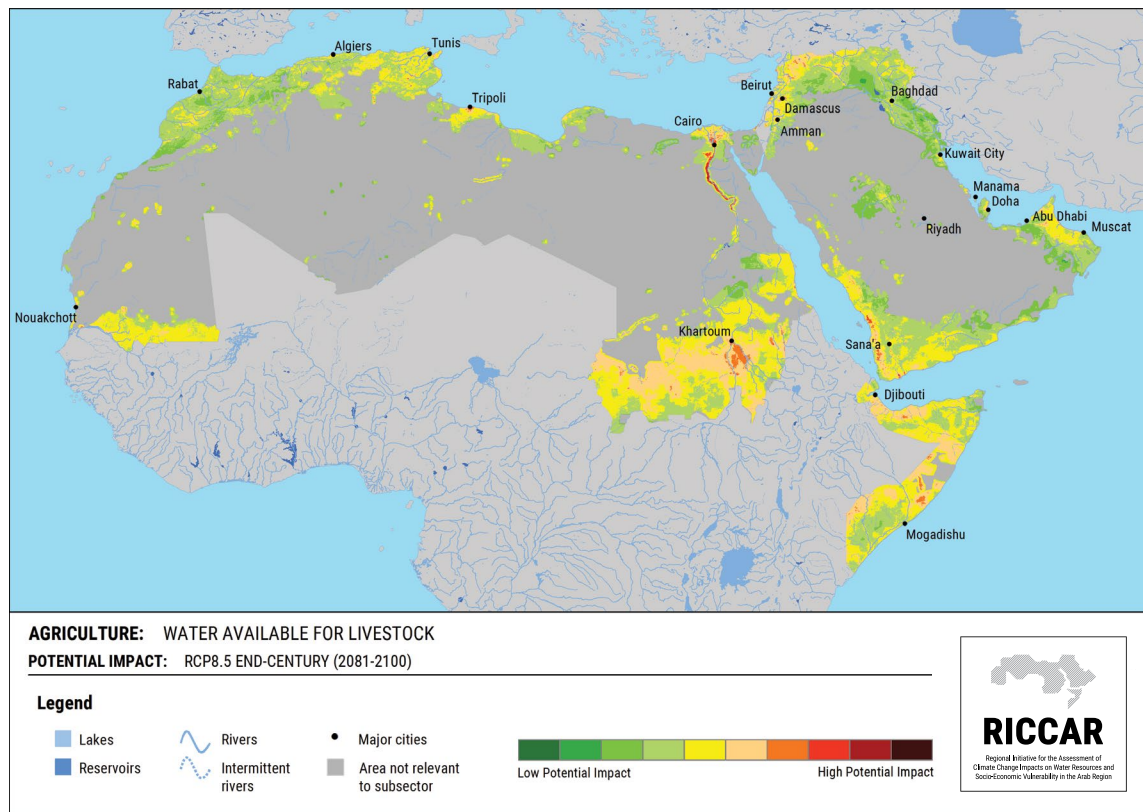 Algiers
Tunis
Rabat
Tripoli
Beirut
Baghdad
Damascus
Cairo
Amman
Kuwait City
Manama
Doha
Abu Dhabi
Riyadh
Muscat
Nouakchott
Khartoum
Sana'a
Djibouti
Mogadishu
AGRICULTURE: WATER AVAILABLE FOR LIVESTOCK
POTENTIAL IMPACT: RCP8.5 END-CENTURY (2081-2100)
Legend
Lakes
Rivers
Major cities
Reservoirs
Intermittent
rivers
Area not relevant
to subsector
Low Potential Impact
High Potential Impact
RICCAR
Regional Initiative for the Assessment of
Climate Change Impacts on Water Resources and
Socio-Economic Vulnerability in the Arab Region